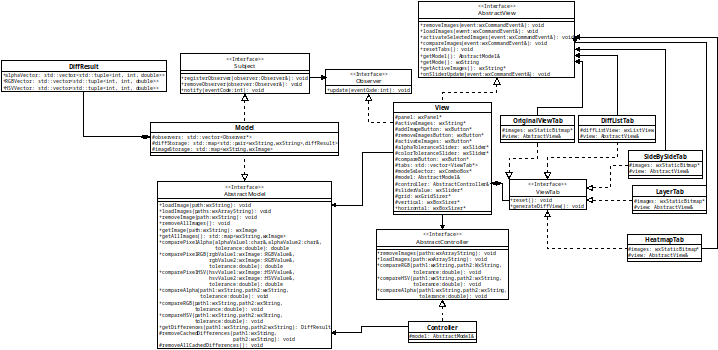 <<Interface>>
AbstractView
*removeImages(event:wxCommandEvent&): void
*loadImages(event:wxCommandEvent&): void
*activateSelectedImages(event:wxCommandEvent&): void
*compareImages(event:wxCommandEvent&): void
*resetTabs(): void
*getModel(): AbstractModel&
*getMode(): wxString
*getActiveImages(): wxString*
*onSliderUpdate(event:wxCommandEvent&): void
DiffResult
*alphaVector: std::vector<std::tuple<int, int, double>>
*RGBVector: std::vector<std::tuple<int, int, double>>
*HSVVector: std::vector<std::tuple<int, int, double>>
<<Interface>>
Subject
*registerObserver(observer:Observer&): void
*removeObserver(observer:Observer&): void
*notify(eventCode:int): void
<<Interface>>
Observer
*update(eventCode:int): void
Model
#observers: std::vector<Observer*>
#diffStorage: std::map<std::pair<wxString,wxString>,diffResult>
#imageStorage: std::map<wxString,wxImage>
View
#panel: wxPanel*
#activeImages: wxString*
#addImageButton: wxButton*
#removeImagesButton: wxButton*
#activateImages: wxButton*
#alphaToleranceSlider: wxSlider*
#colorToleranceSlider: wxSlider*
#compareButton: wxButton*
#tabs: std::vector<ViewTab*>
#modeSelector: wxComboBox*
#model: AbstractModel&
#controller: AbstractController&
#sliderValue: wxSlider*
#grid: wxGridSizer*
#vertical: wxBoxSizer*
*horizontal: wxBoxSizer*
OriginalViewTab
#images: wxStaticBitmap*
#view: AbstractView&
DiffListTab
#diffListView: wxListView
#view: AbstractView&
SideBySideTab
#images: wxStaticBitmap*
#view: AbstractView&
<<Interface>>
ViewTab
*reset(): void
*generateDiffView(): void
LayerTab
#images: wxStaticBitmap*
#view: AbstractView&
HeatmapTab
#images: wxStaticBitmap*
#view: AbstractView&
<<Interface>>
Abstract Model
*loadImage(path:wxString): void
*loadImages(paths:wxArrayString): void
*removeImage(path:wxString): void
*removeAllImages(): void
*getImage(path:wxString): wxImage
*getAllImages(): std::map<wxString,wxImage>
*comparePixelAlpha(alphaValue1:char&,alphaValue2:char&,
tolerance:double): double
*comparePixelRGB(rgbValue1:wxImage::RGBValue&,
rgbValue2:wxImage::RGBValue&,
tolerance:double): double
*comparePixelHSV(hsvValue1:wxImage::HSVValue&,
hsvValue2:wxImage::HSVValue&,
tolerance:double): double
*compareAlpha(path1:wxString,path2:wxString,
tolerance:double): void
*compareRGB(path1:wxString,path2:wxString,
tolerance:double): void
*compareHSV(path1:wxString,path2:wxString,
tolerance:double): void
*getDifferences(path1:wxString,path2:wxString): DiffResult
#removeCachedDifferences(path1:wxString,
path2:wxString): void
#removeAllCachedDifferences(): void
<<Interface>>
AbstractController
*removeImages(paths:wxArrayString): void
*loadImages(paths:wxArrayString): void
*compareRGB(path1:wxString,path2:WxString,
tolerance:double): void
*compareHSV(path1:wxString,path2:wxString,
tolerance:double): void
*compareAlpha(path1:wxString,path2:wxString,
tolerance:double): void
Controller
#model: AbstractModel&